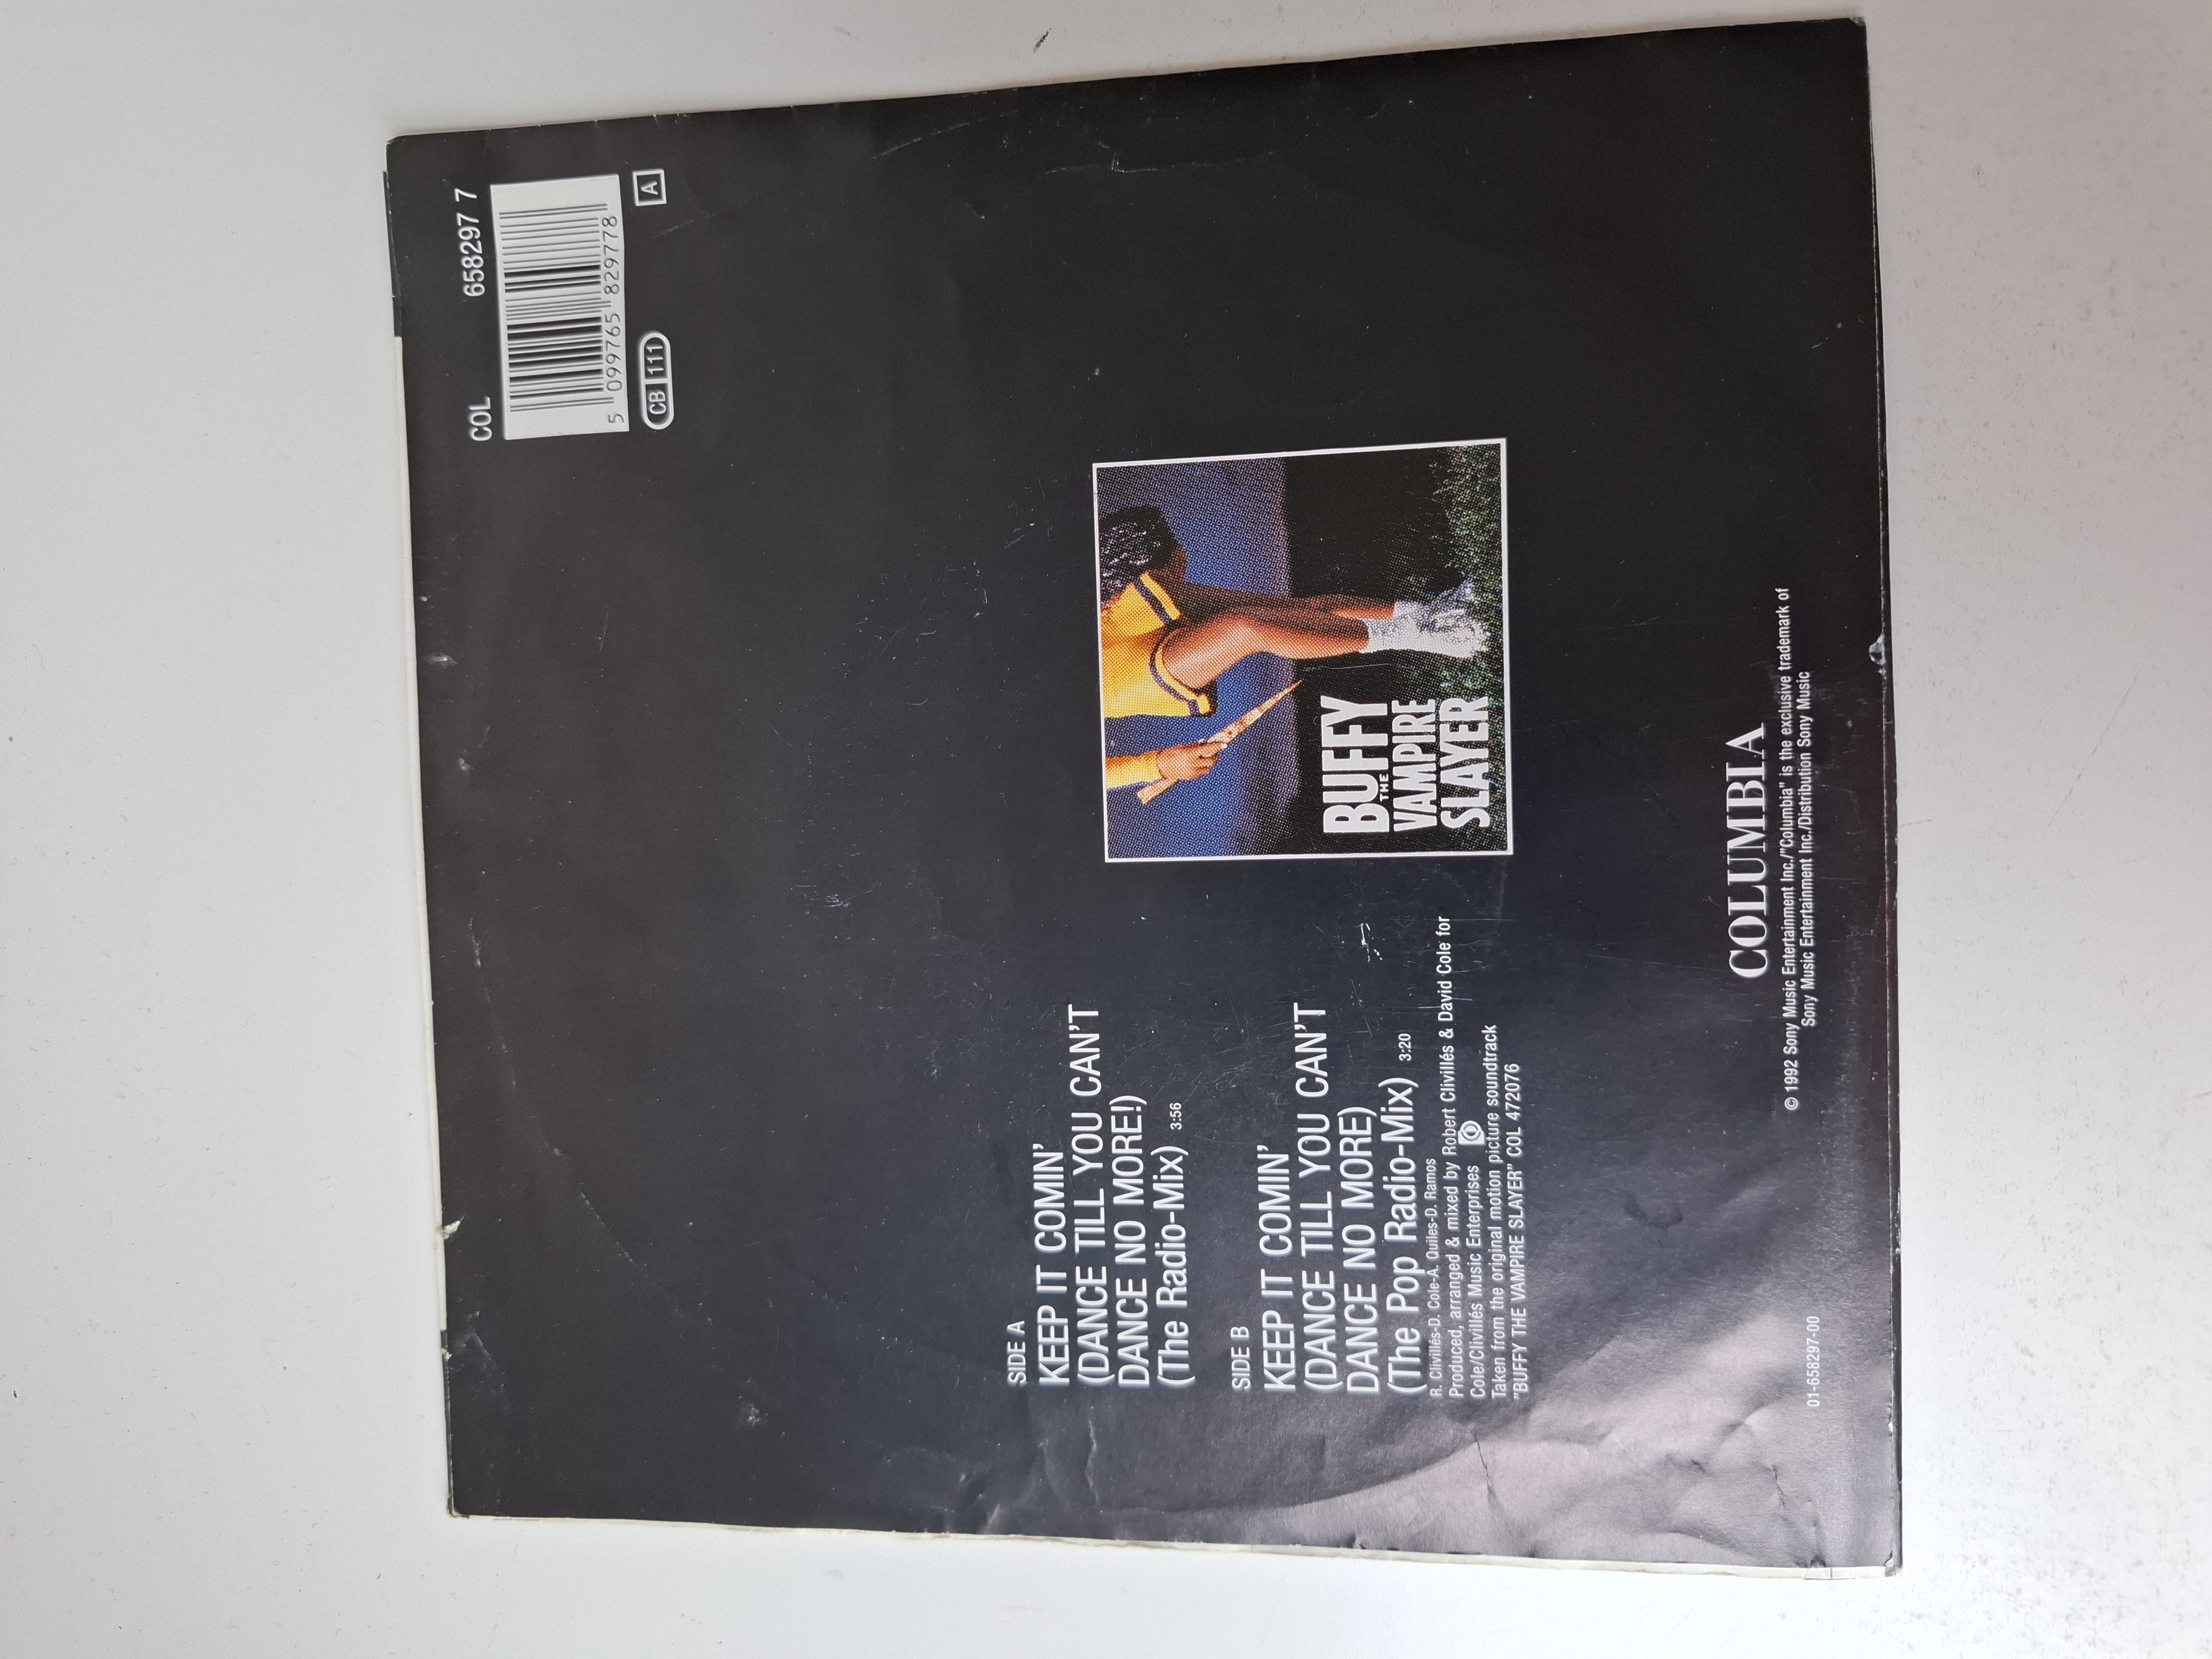 COL 658297 7
5 099765 829778
CB 111
A
SIDE A
KEEP IT COMIN'
(DANCE TILL YOU CAN'T
DANCE NO MORE!)
(The Radio-Mix) 3:56
SIDE B
KEEP IT COMIN'
(DANCE TILL YOU CAN'T
DANCE NO MORE)
(The Pop Radio-Mix) 3:20
R. Clivillés-D. Cole-A. Quiles-D. Ramos
Produced, arranged & mixed by Robert Clivillés & David Cole for
Cole/Clivillés Music Enterprises
Taken from the original motion picture soundtrack
"BUFFY THE VAMPIRE SLAYER" COL 472076
BUFFY
THE
VAMPIRE
SLAYER
COLUMBIA
© 1992 Sony Music Entertainment Inc./"Columbia" is the exclusive trademark of
Sony Music Entertainment Inc./Distribution Sony Music
01-658297-00